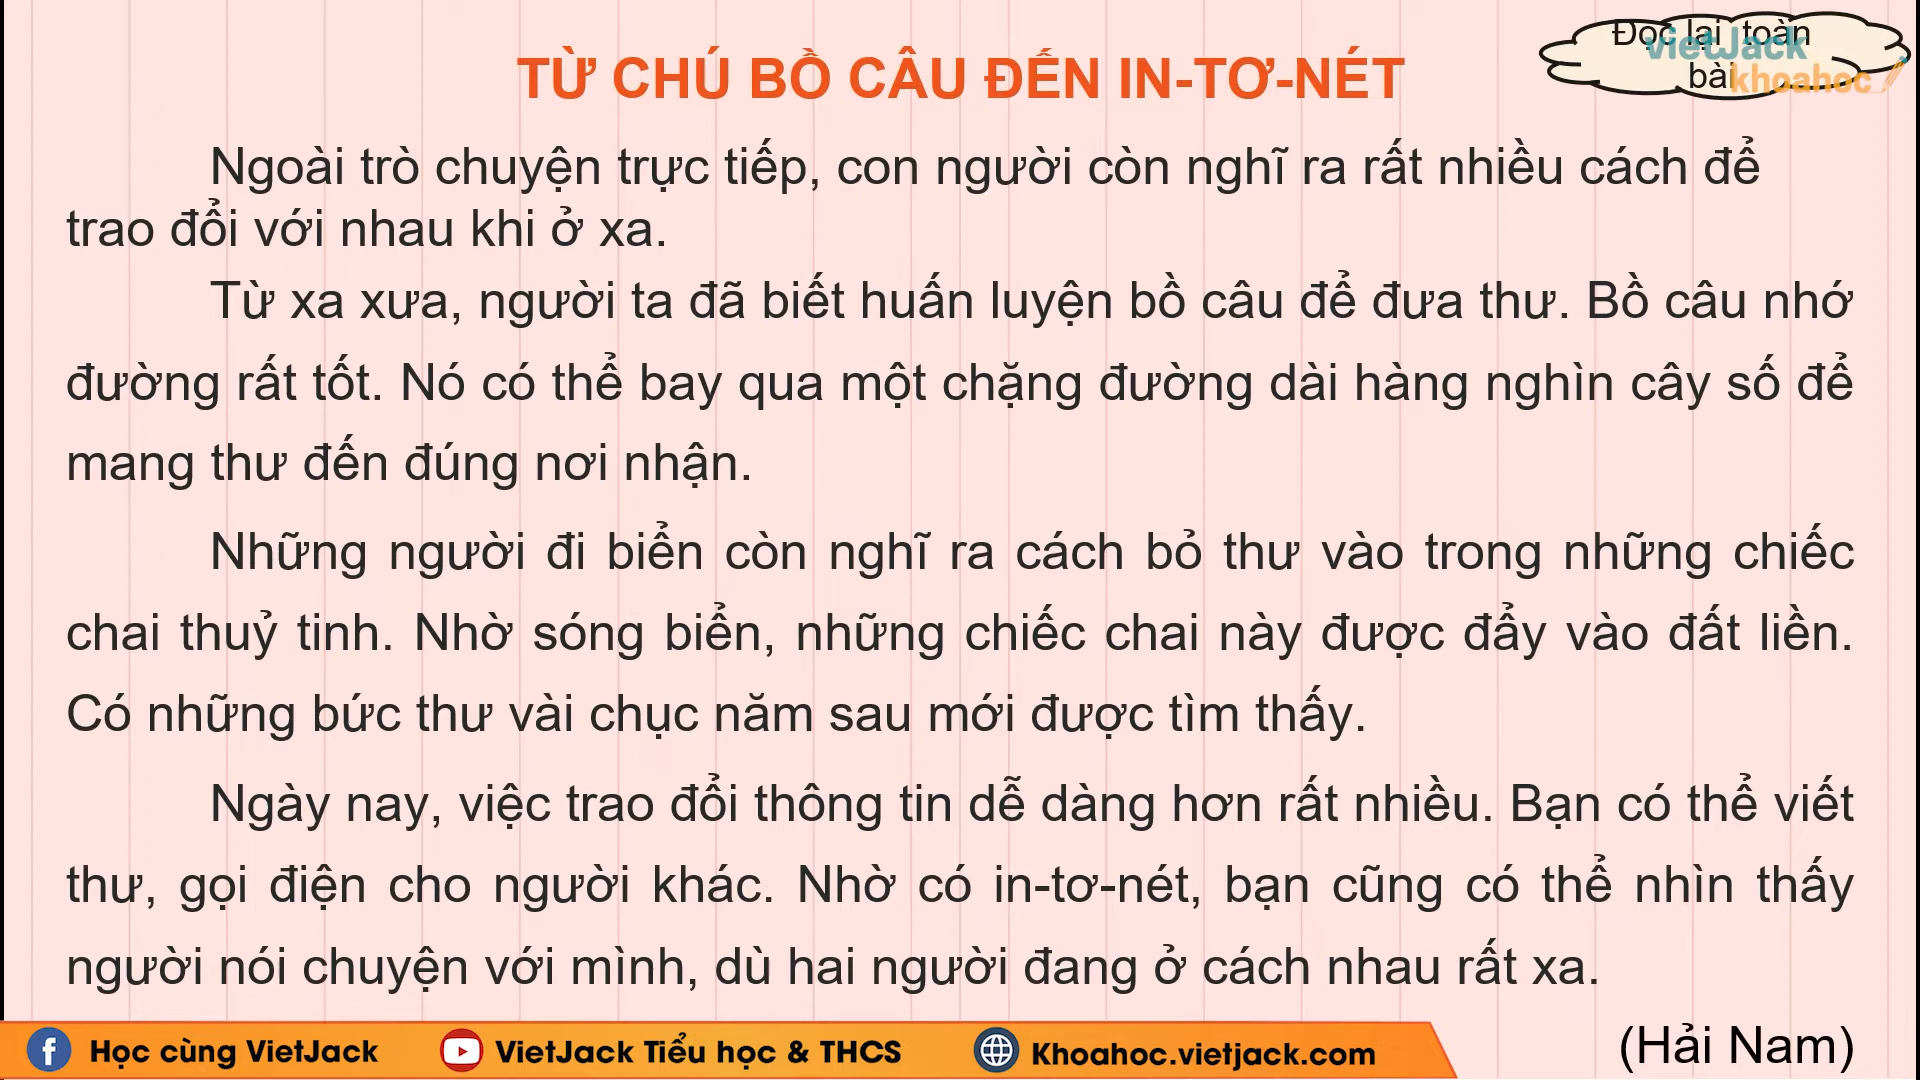 TỪ CHÚ BỒ CÂU ĐẾN IN-TƠ-NÉT
Đọc lại toàn
bài
vietJack
khoahoc
Ngoài trò chuyện trực tiếp, con người còn nghĩ ra rất nhiều cách để
trao đổi với nhau khi ở xa.
Từ xa xưa, người ta đã biết huấn luyện bồ câu để đưa thư. Bồ câu nhớ
đường rất tốt. Nó có thể bay qua một chặng đường dài hàng nghìn cây số để
mang thư đến đúng nơi nhận.
Những người đi biển còn nghĩ ra cách bỏ thư vào trong những chiếc
chai thuỷ tinh. Nhờ sóng biển, những chiếc chai này được đẩy vào đất liền.
Có những bức thư vài chục năm sau mới được tìm thấy.
Ngày nay, việc trao đổi thông tin dễ dàng hơn rất nhiều. Bạn có thể viết
thư, gọi điện cho người khác. Nhờ có in-tơ-nét, bạn cũng có thể nhìn thấy
người nói chuyện với mình, dù hai người đang ở cách nhau rất xa.
(Hải Nam)
Học cùng VietJack
VietJack Tiểu học & THCS
Khoahoc.vietjack.com